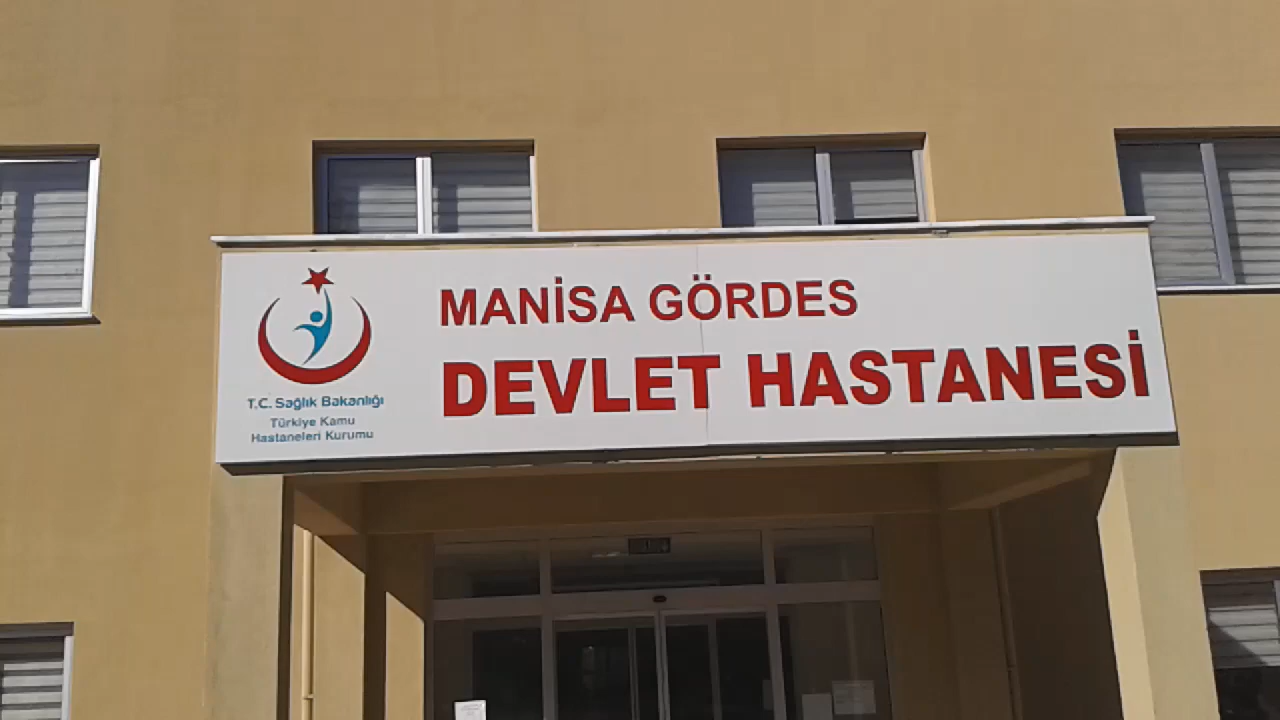 MANİSA GÖRDES
DEVLET HASTANESİ
T.C. Sağlık Bakanlığı
Türkiye Kamu
Hastaneleri Kurumu